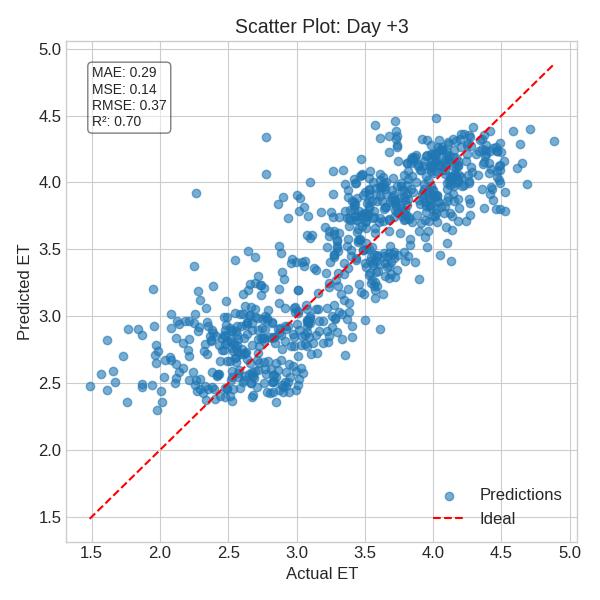 Scatter Plot: Day +3
MAE: 0.29
MSE: 0.14
RMSE: 0.37
R²: 0.70
Predicted ET
5.0
4.5
4.0
3.5
3.0
2.5
2.0
1.5
Predictions
Ideal
1.5 2.0 2.5 3.0 3.5 4.0 4.5 5.0
Actual ET